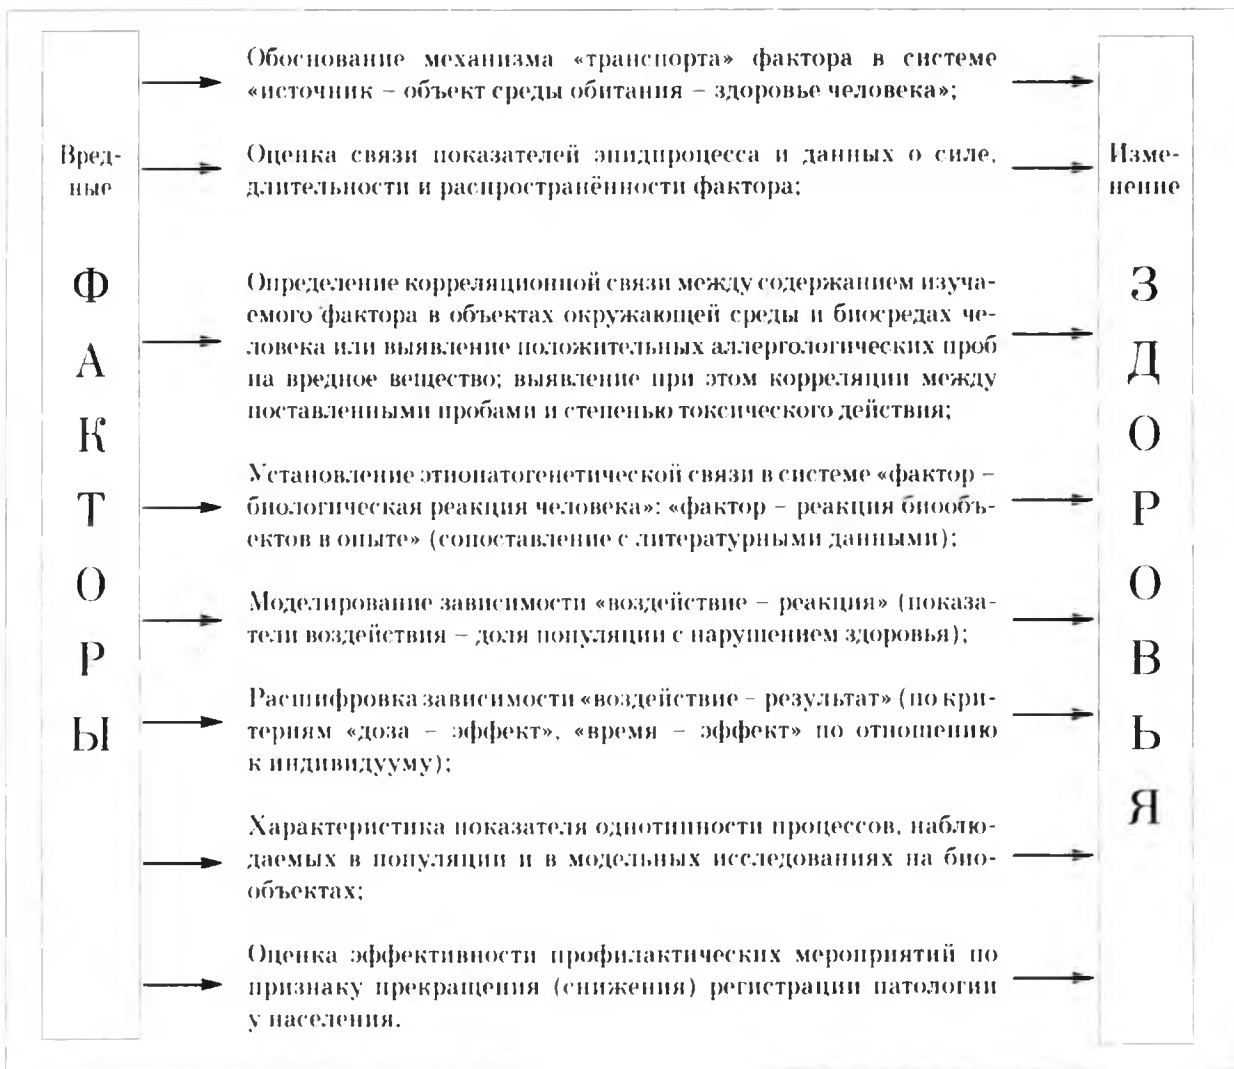 Вред-
ные
Ф
А
К
Т
О
Р
Ы
Обоснование механизма «транспорта» фактора в системе
«источник – объект среды обитания – здоровье человека»;
Оценка связи показателей эпидпроцесса и данных о силе,
длительности и распространённости фактора;
Определение корреляционной связи между содержанием изуча-
емого фактора в объектах окружающей среды и биосредах че-
ловека или выявление положительных аллергологических проб
на вредное вещество; выявление при этом корреляции между
поставленными пробами и степенью токсического действия;
Установление этиопатогенетической связи в системе «фактор –
биологическая реакция человека»: «фактор – реакция биообъ-
ектов в опыте» (сопоставление с литературными данными);
Моделирование зависимости «воздействие – реакция» (показа-
тели воздействия – доля популяции с нарушением здоровья);
Расшифровка зависимости «воздействие – результат» (по кри-
териям «доза – эффект», «время – эффект» по отношению
к индивидууму);
Характеристика показателя однотипности процессов, наблю-
даемых в популяции и в модельных исследованиях на био-
объектах;
Оценка эффективности профилактических мероприятий по
признаку прекращения (снижения) регистрации патологии
у населения.
Изме-
нение
З
Д
О
Р
О
В
Ь
Я